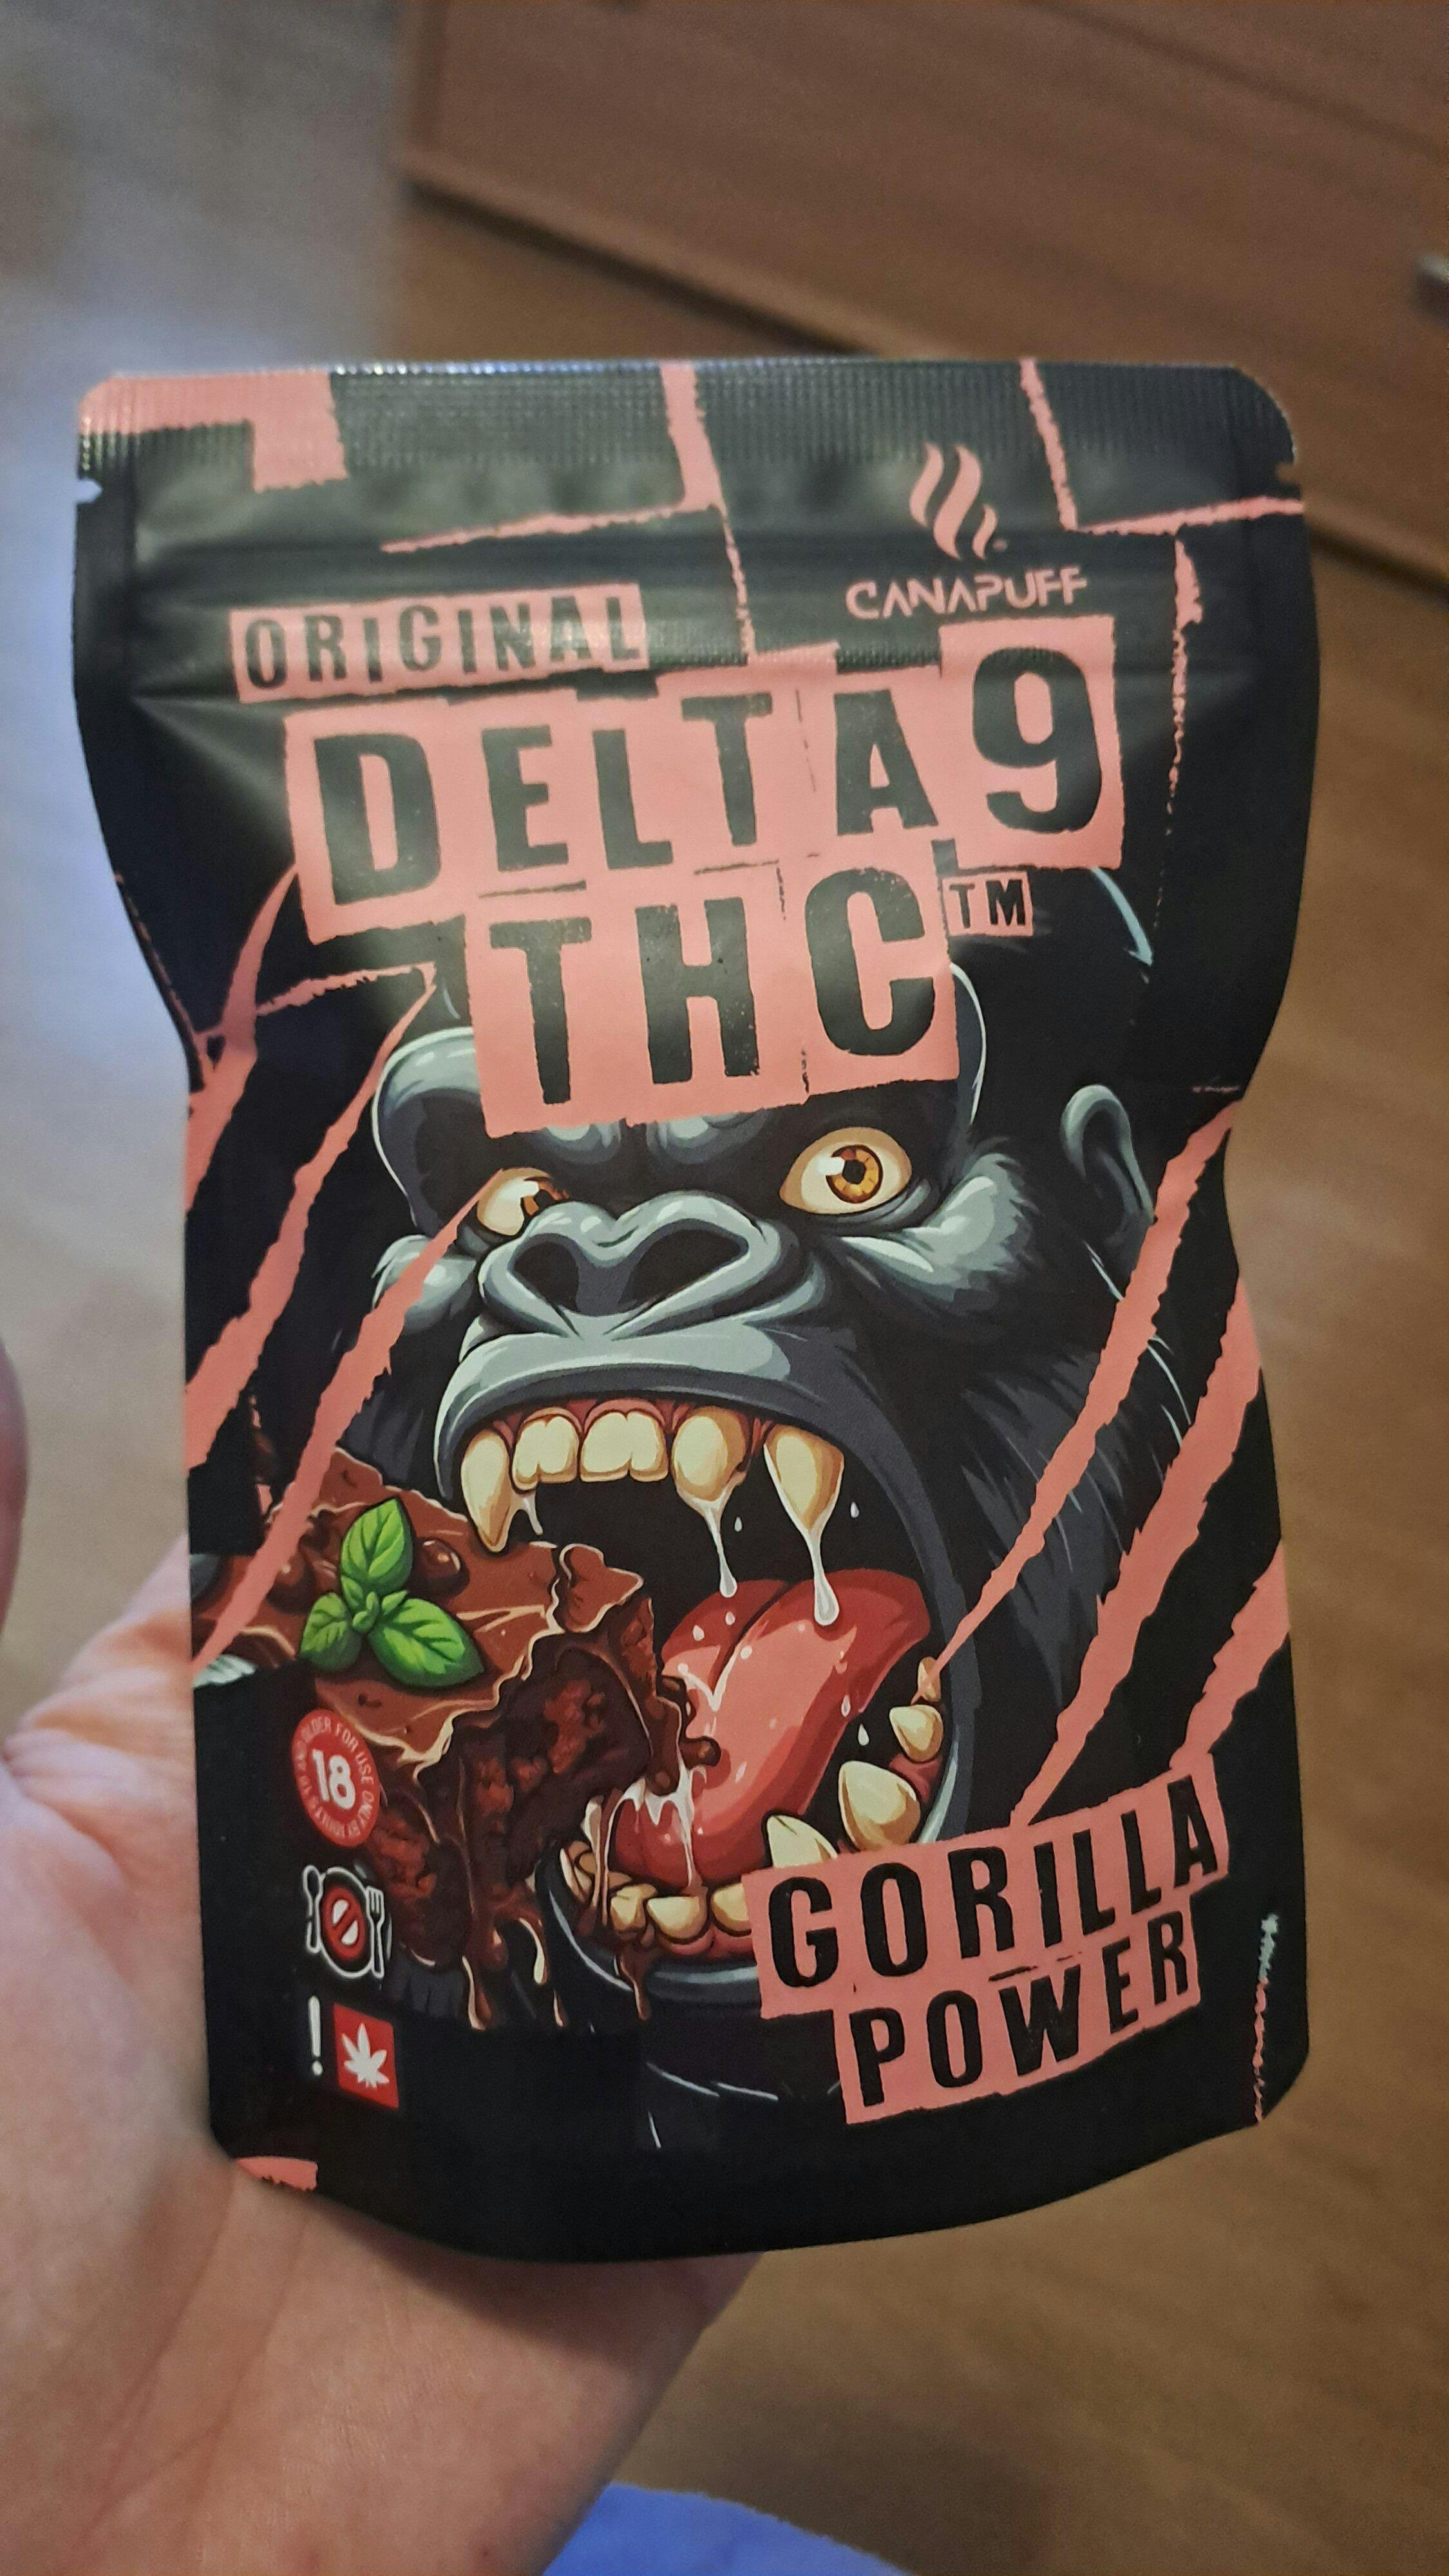 CANAPUFF
ORIGINAL
DELTA 9
THC™
18
GORILLA
POWER
!